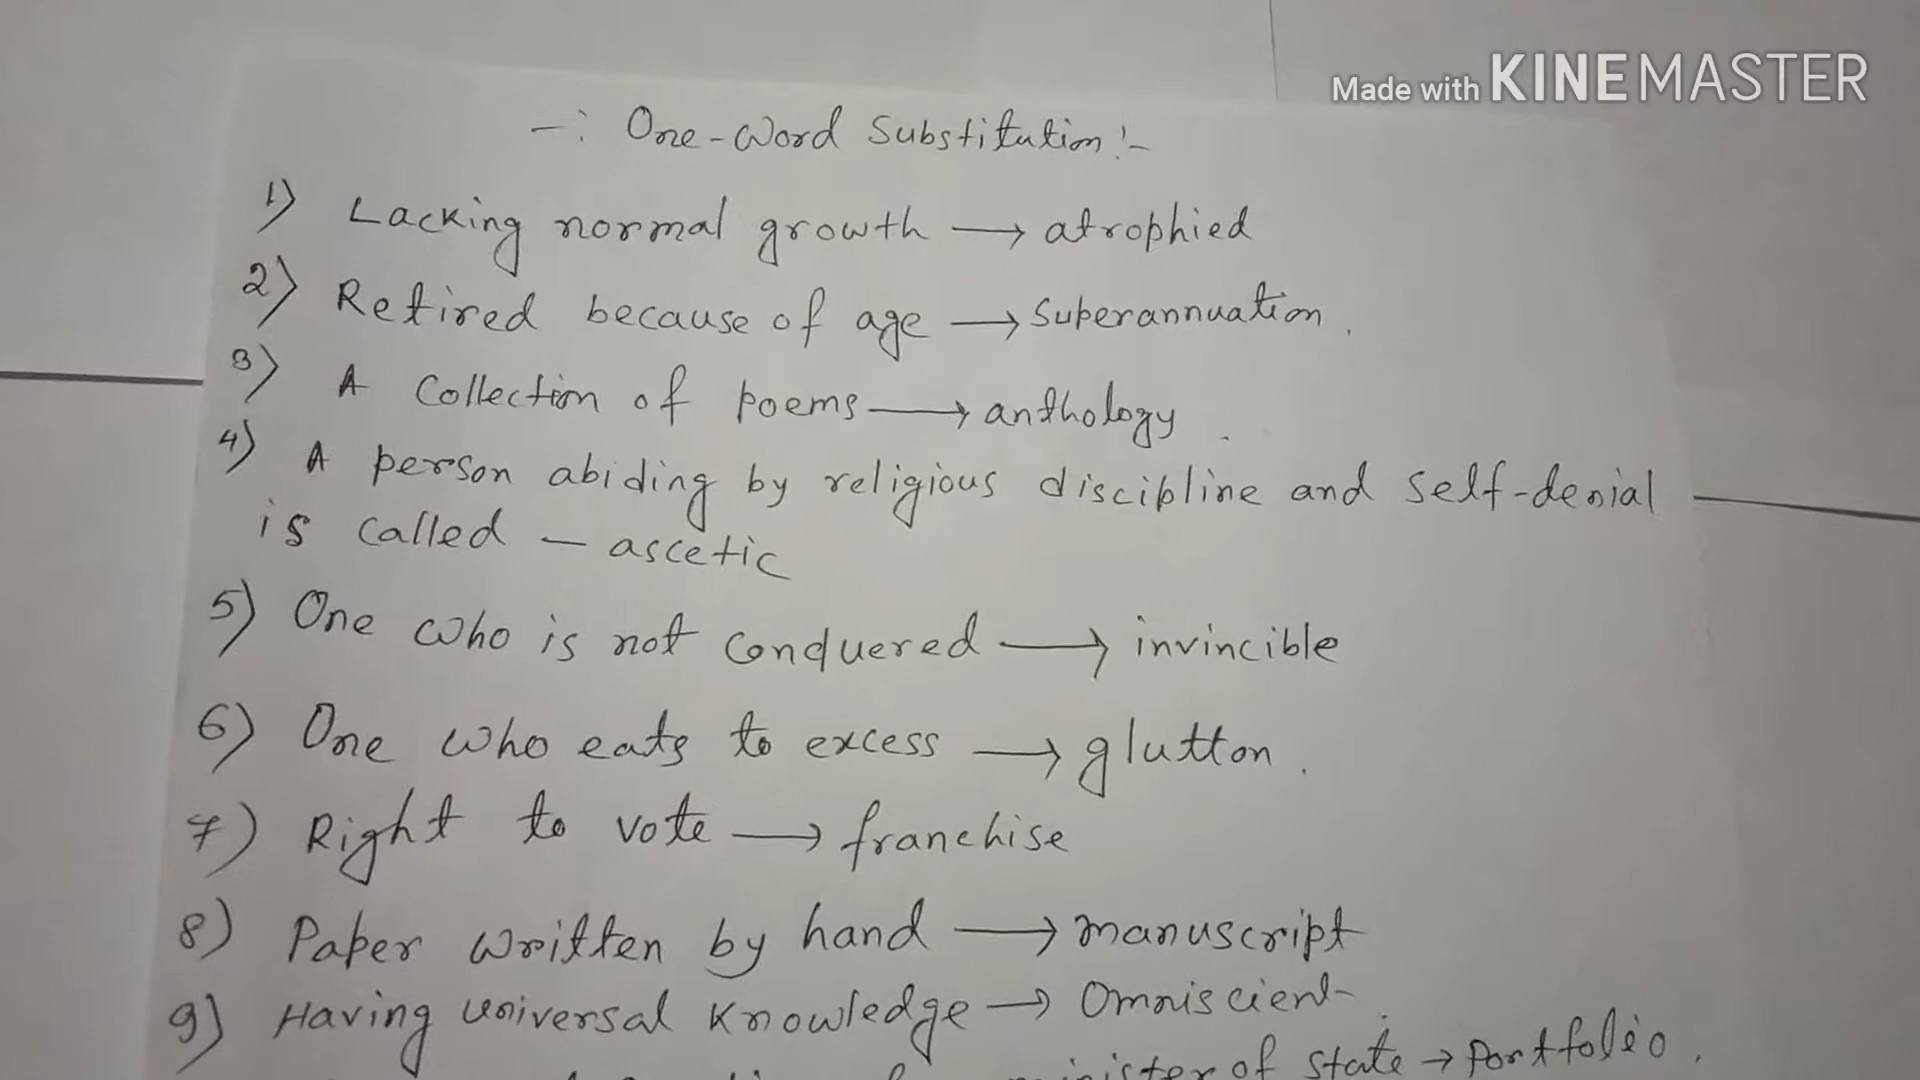 Made with KINEMASTER
-: One-Word Substitution:-
1) Lacking normal growth → atrophied
2) Retired because of age → Superannuation.
3) A Collection of poems → anthology.
4) A person abiding by religious discipline and self-denial
is called - ascetic
5) One who is not conquered → invincible
6) One who eats to excess → glutton.
7) Right to vote → franchise
8) Paper written by hand → manuscript
9) Having universal knowledge → Omniscient.
minister of state → Portfolio.